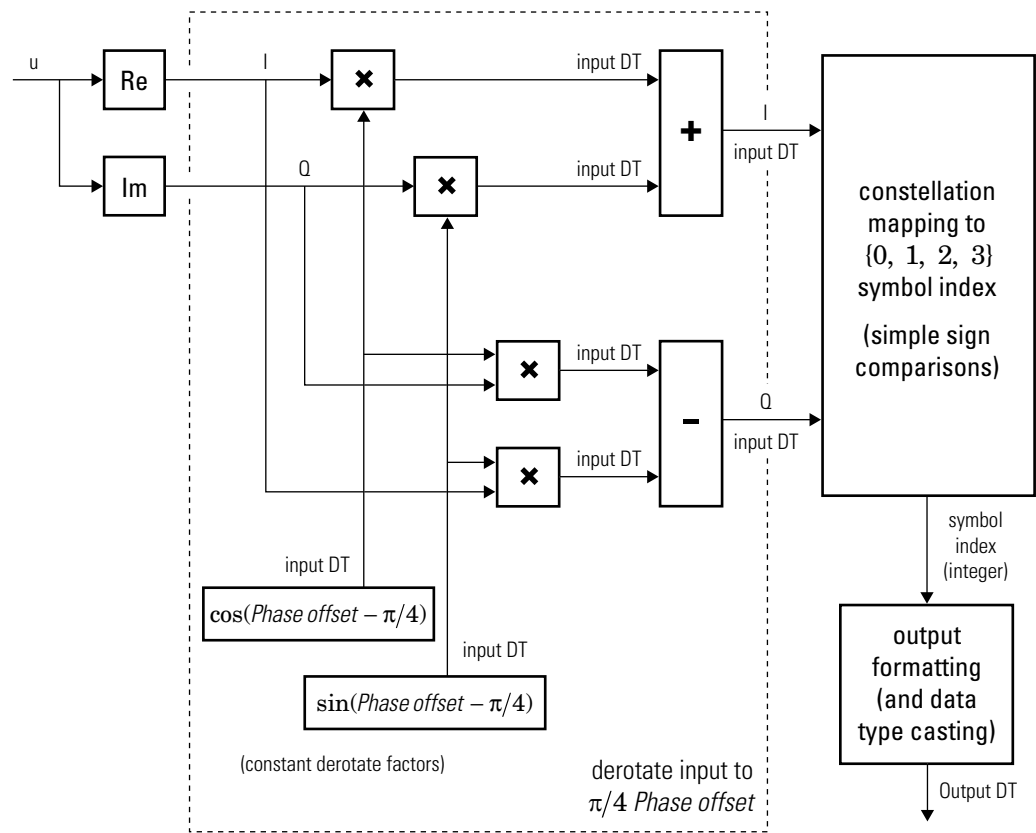 u
Re
I
×
input DT
+
I
input DT
Im
Q
×
input DT
constellation
mapping to
{0, 1, 2, 3}
symbol index
(simple sign
comparisons)
×
input DT
-
Q
input DT
×
input DT
symbol
index
(integer)
input DT
cos(Phase offset – π/4)
input DT
sin(Phase offset – π/4)
output
formatting
(and data
type casting)
(constant derotate factors)
derotate input to
π/4 Phase offset
Output DT